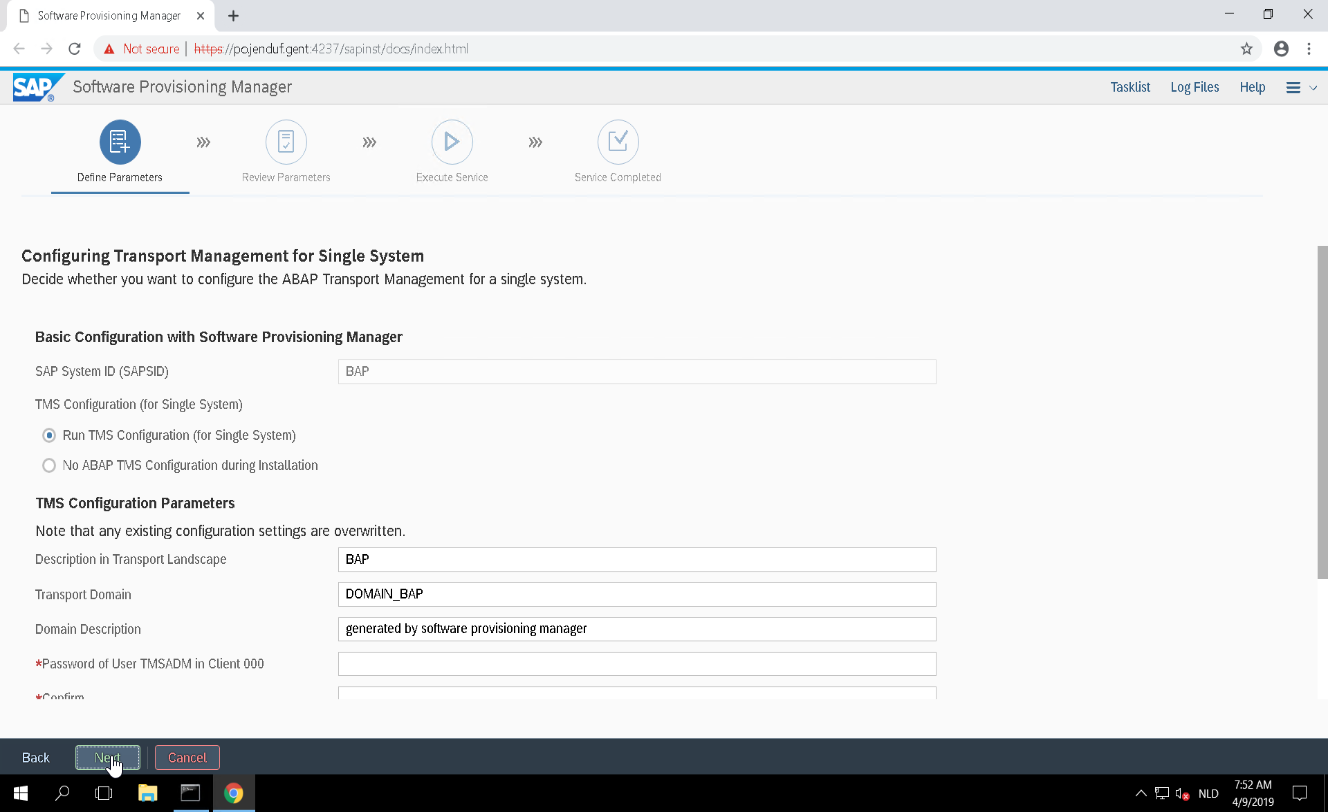 Software Provisioning Manager
Not secure | https://pojenduf.gent:4237/sapinst/docs/index.html
SAP Software Provisioning Manager
Tasklist Log Files Help
Define Parameters Review Parameters Execute Service Service Completed
Configuring Transport Management for Single System
Decide whether you want to configure the ABAP Transport Management for a single system.
Basic Configuration with Software Provisioning Manager
SAP System ID (SAPSID) BAP
TMS Configuration (for Single System)
Run TMS Configuration (for Single System)
No ABAP TMS Configuration during Installation
TMS Configuration Parameters
Note that any existing configuration settings are overwritten.
Description in Transport Landscape BAP
Transport Domain DOMAIN_BAP
Domain Description generated by software provisioning manager
*Password of User TMSADM in Client 000
*Confirm
Back Next Cancel
NLD
7:52 AM
4/9/2019